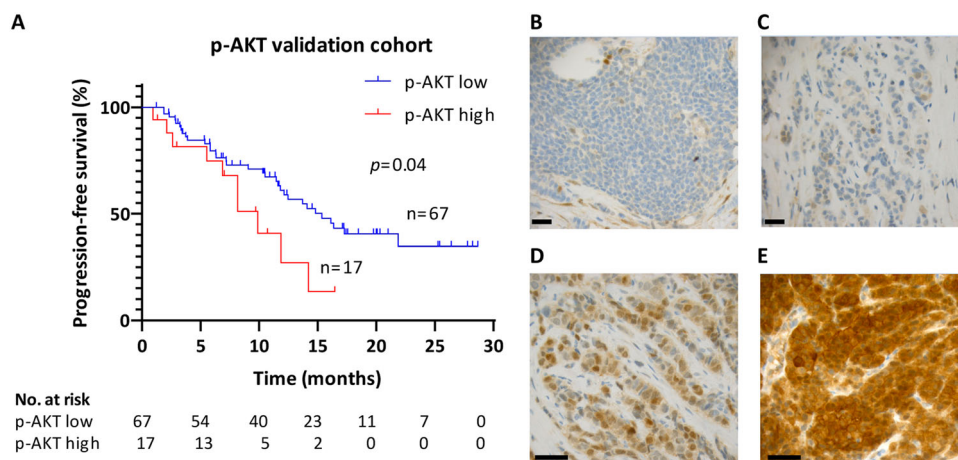 A
p-AKT validation cohort
p-AKT low
p-AKT high
p=0.04
n=67
n=17
Progression-free survival (%)
100
50
0
0 5 10 15 20 25 30
Time (months)
No. at risk
p-AKT low 67 54 40 23 11 7 0
p-AKT high 17 13 5 2 0 0 0
B
C
D
E